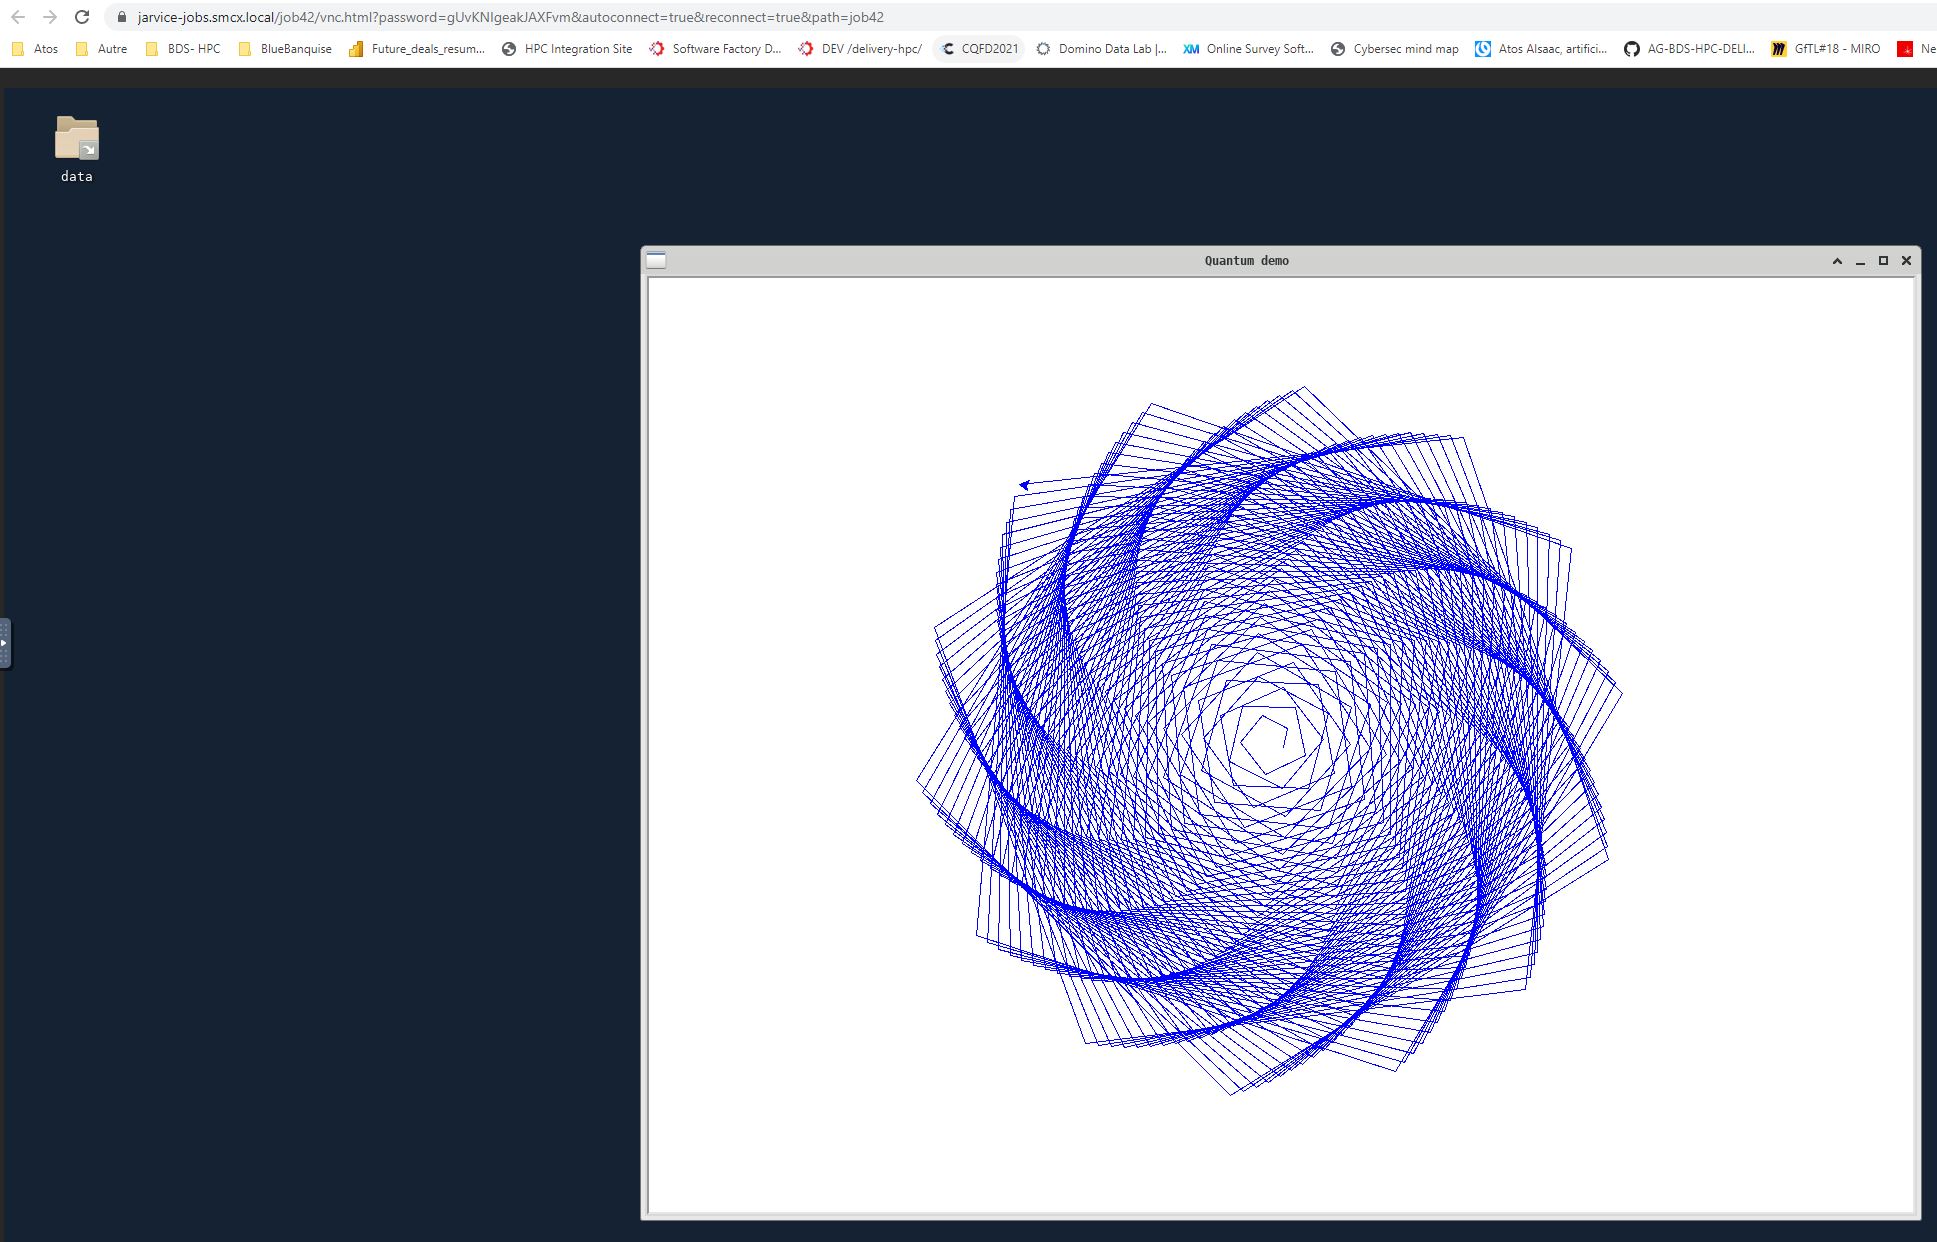 jarvice-jobs.smcx.local/job42/vnc.html?password=gUvKNIgeakJAXFvm&autoconnect=true&reconnect=true&path=job42
Atos Autre BDS- HPC BlueBanquise Future_deals_resum... HPC Integration Site Software Factory D... DEV /delivery-hpc/ CQFD2021 Domino Data Lab |... XM Online Survey Soft... Cybersec mind map Atos Alsaac, artifici... AG-BDS-HPC-DELI... GfTL#18 - MIRO Ne
data
Quantum demo